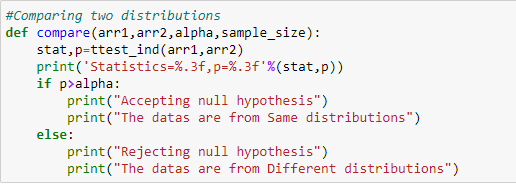 #Comparing two distributions
def compare(arr1,arr2,alpha,sample_size):
    stat,p=ttest_ind(arr1,arr2)
    print('Statistics=%.3f,p=%.3f'%(stat,p))
    if p>alpha:
        print("Accepting null hypothesis")
        print("The datas are from Same distributions")
    else:
        print("Rejecting null hypothesis")
        print("The datas are from Different distributions")